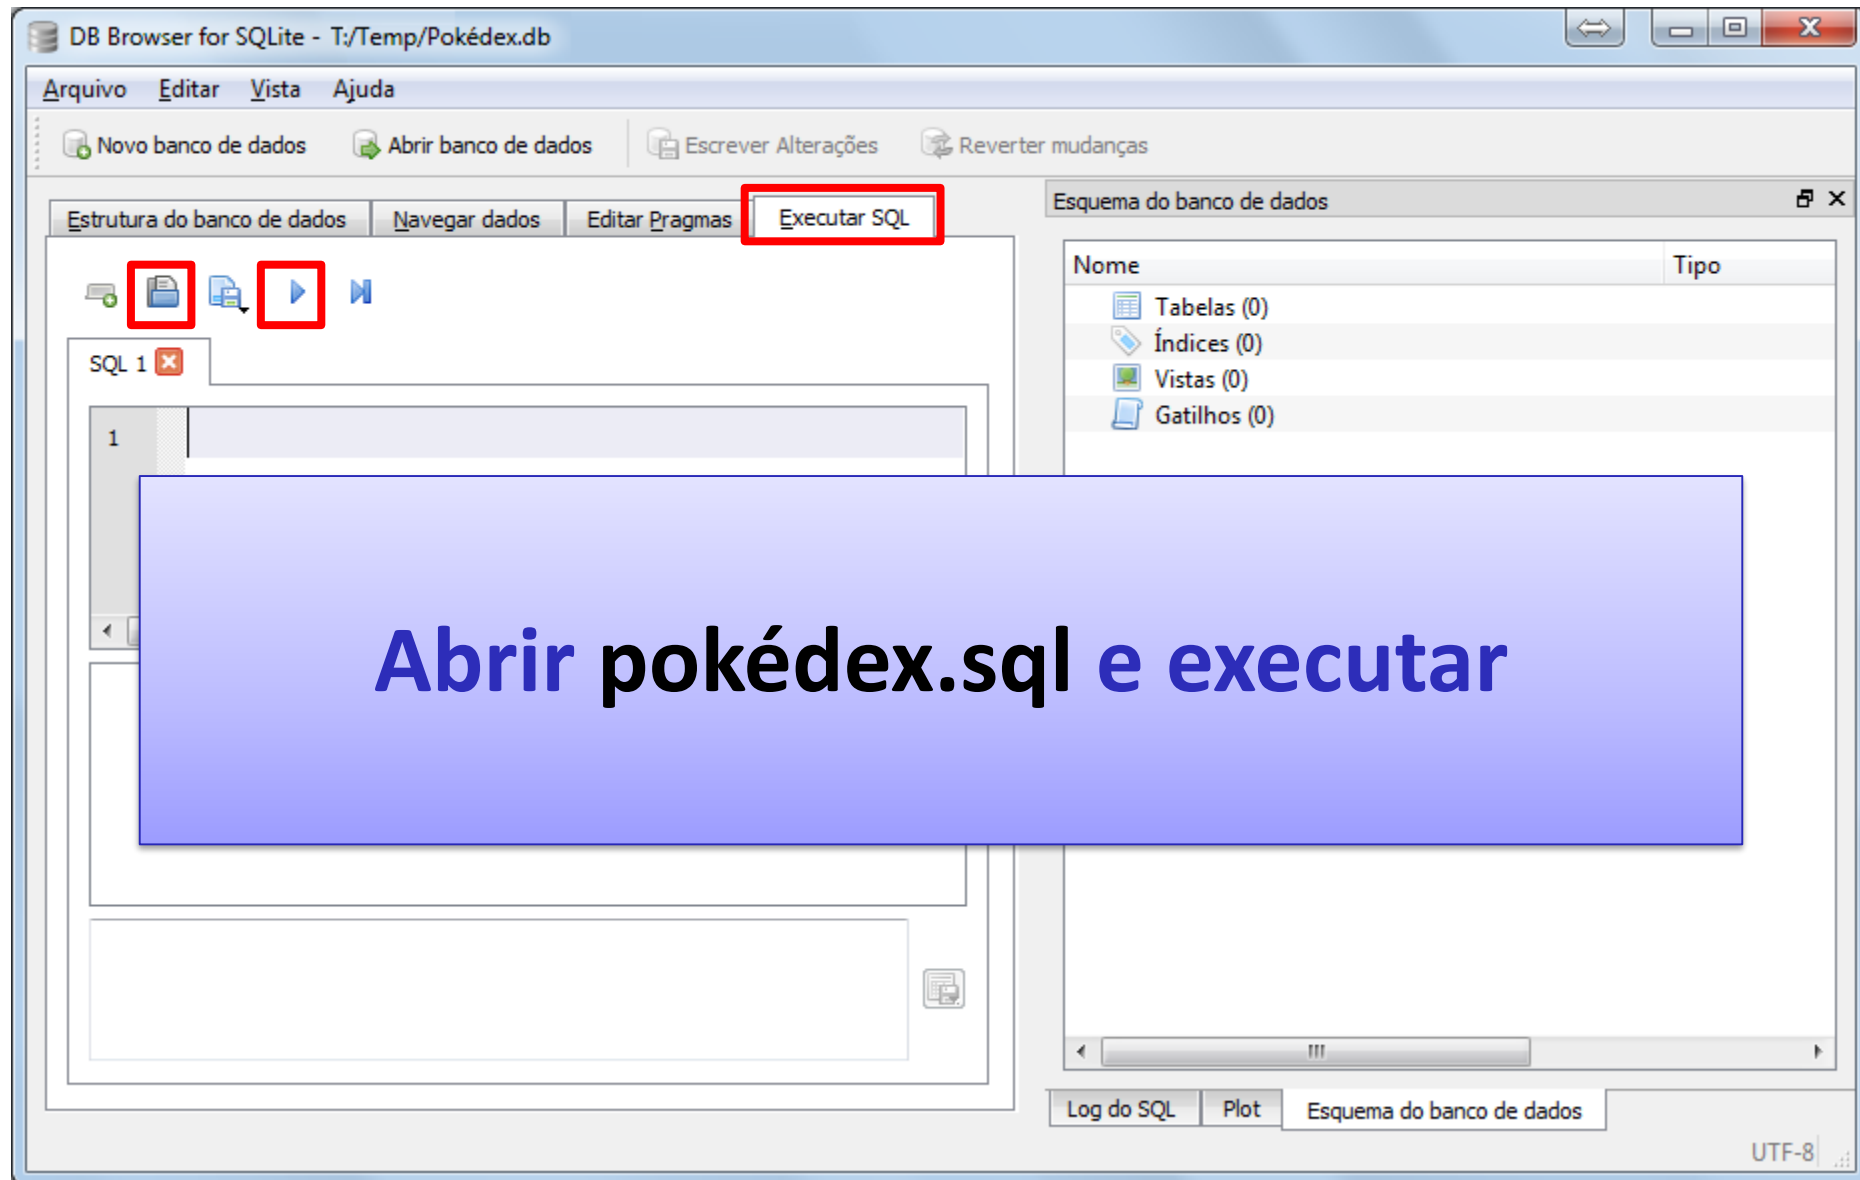 DB Browser for SQLite - T:/Temp/Pokédex.db
Arquivo Editar Vista Ajuda
Novo banco de dados Abrir banco de dados Escrever Alterações Reverter mudanças
Estrutura do banco de dados Navegar dados Editar Pragmas Executar SQL
SQL 1
1
Esquema do banco de dados
Nome Tipo
Tabelas (0)
Índices (0)
Vistas (0)
Gatilhos (0)
Abrir pokédex.sql e executar
Log do SQL Plot Esquema do banco de dados
UTF-8